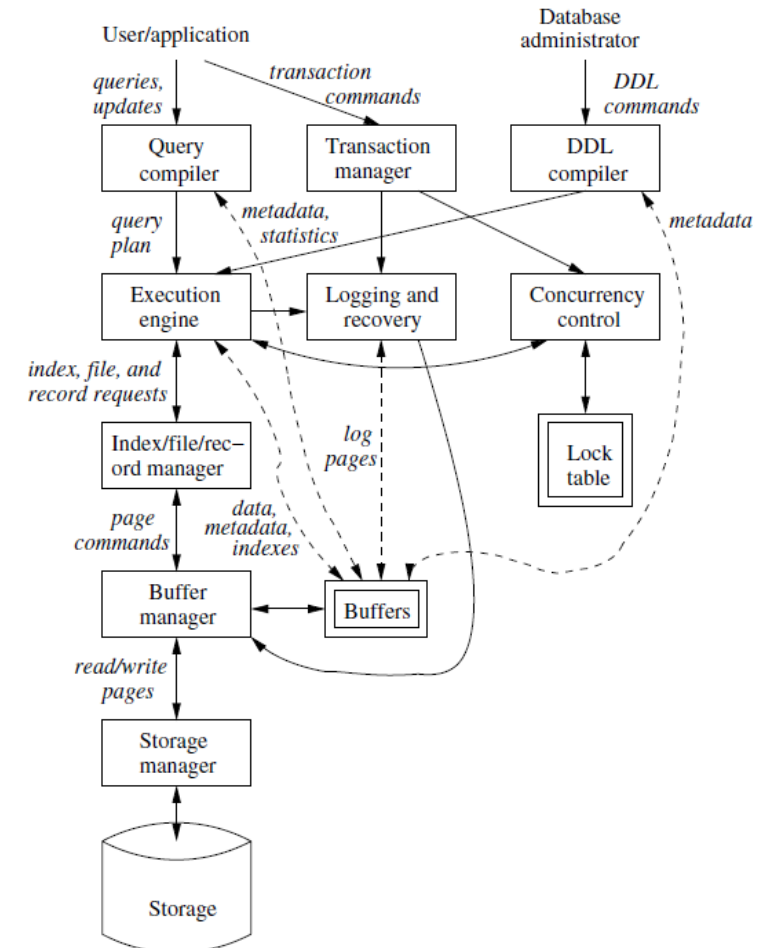 User/application
Database
administrator
queries,
updates
transaction
commands
DDL
commands
Query
compiler
Transaction
manager
DDL
compiler
query
plan
metadata,
statistics
metadata
Execution
engine
Logging and
recovery
Concurrency
control
index, file, and
record requests
Index/file/rec-
ord manager
log
pages
Lock
table
page
commands
data,
metadata,
indexes
Buffer
manager
Buffers
read/write
pages
Storage
manager
Storage